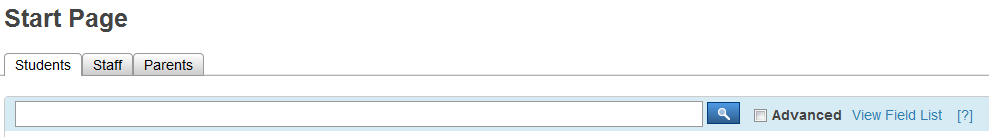 Start Page
Students Staff Parents
Advanced View Field List [?]